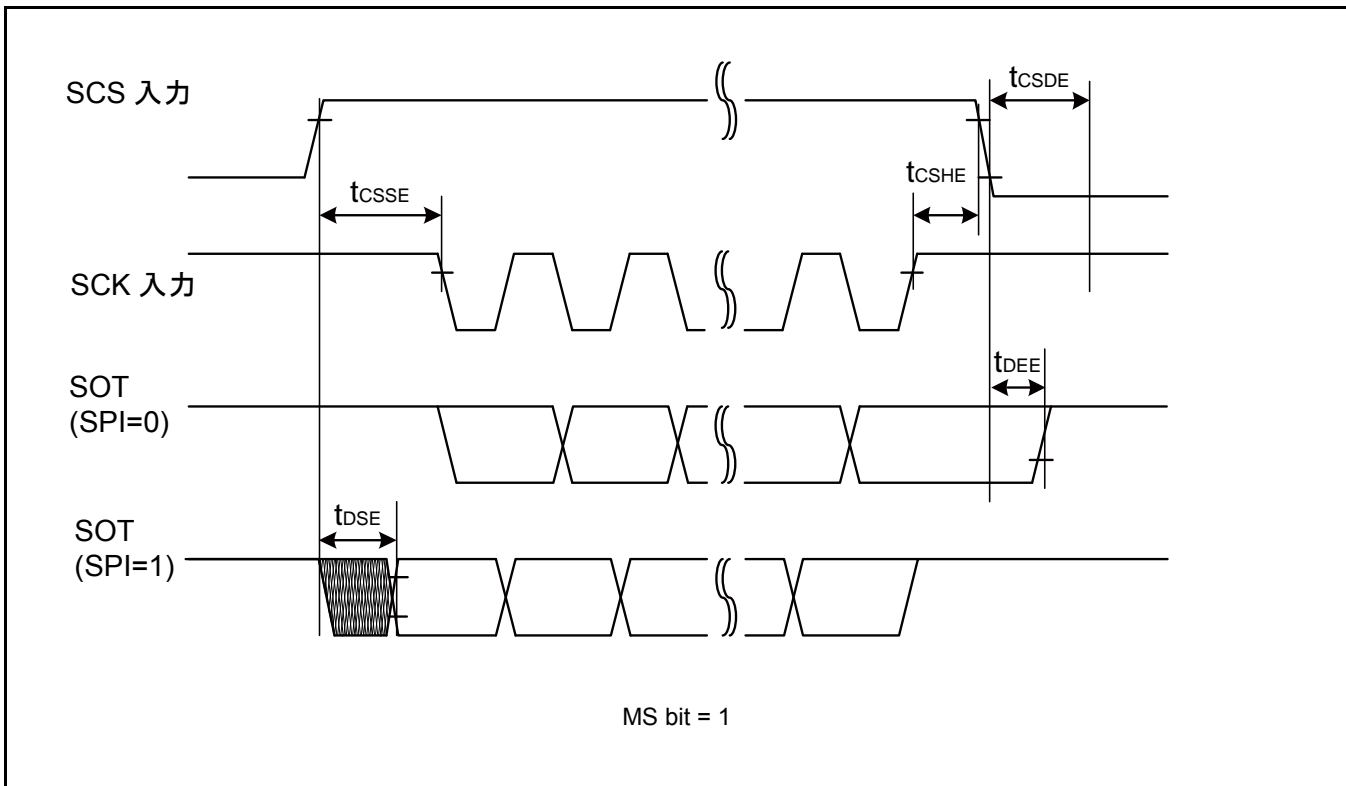 SCS 入力
tCSDE
tCSHE
tCSSE
SCK 入力
tDEE
SOT
(SPI=0)
tDSE
SOT
(SPI=1)
MS bit = 1